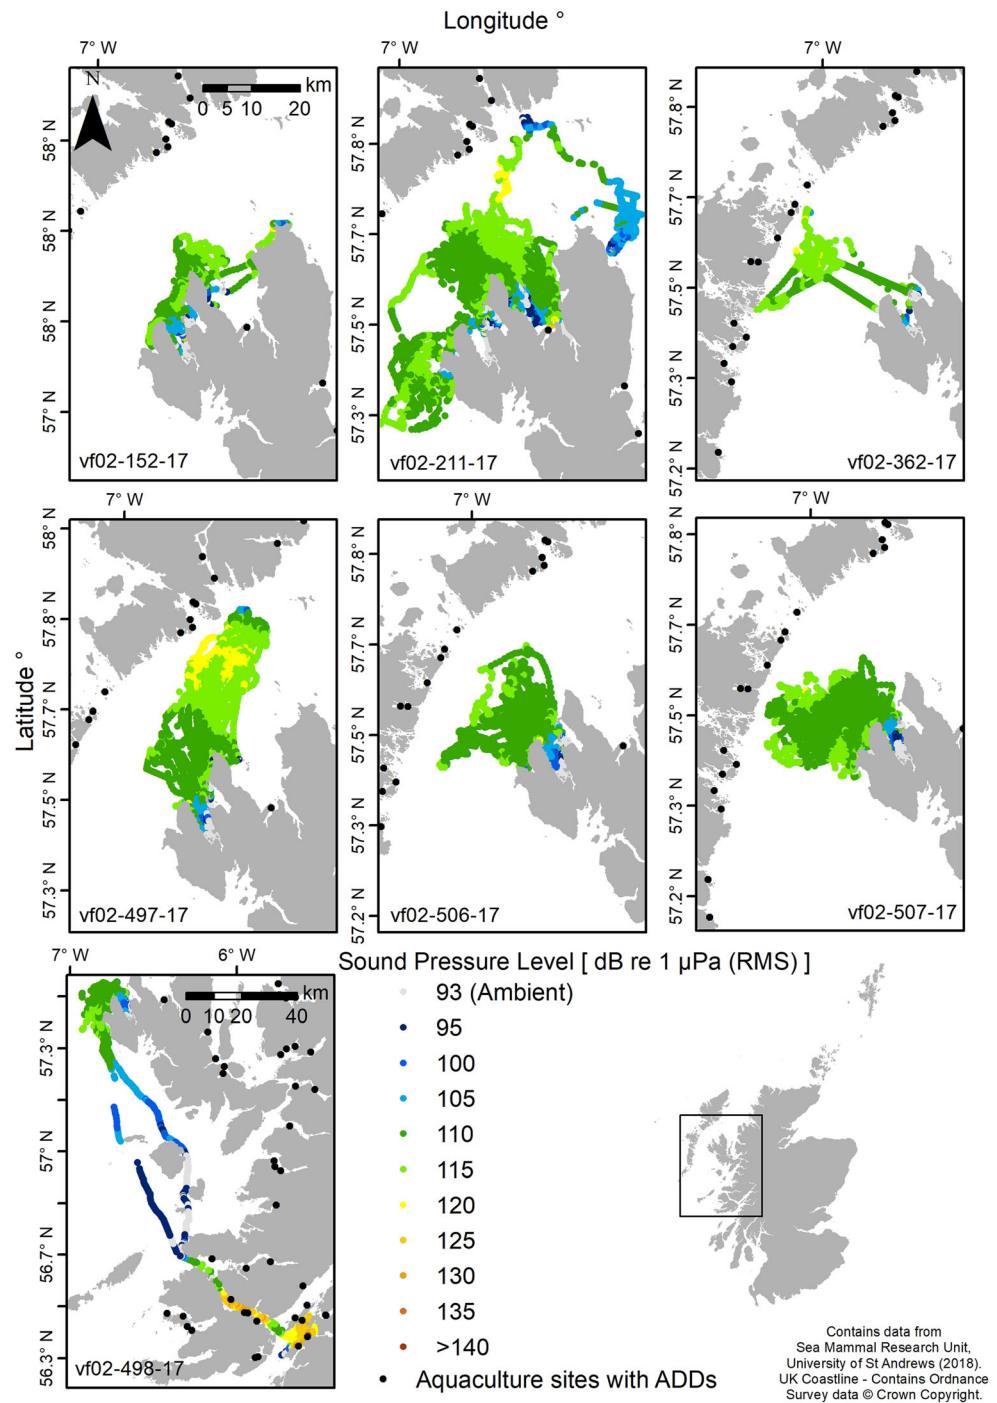 Longitude °
7° W
7° W
7° W
N
km
0 5 10 20
58° N
58° N
58° N
57° N
vf02-152-17
57.8° N
57.7° N
57.5° N
57.3° N
vf02-211-17
57.8° N
57.7° N
57.5° N
57.3° N
57.2° N
vf02-362-17
Latitude °
7° W
7° W
7° W
58° N
57.8° N
57.7° N
57.5° N
57.3° N
vf02-497-17
57.8° N
57.7° N
57.5° N
57.3° N
57.2° N
vf02-506-17
57.8° N
57.7° N
57.5° N
57.3° N
57.2° N
vf02-507-17
7° W 6° W
km
0 10 20 40
57.3° N
57° N
56.7° N
56.3° N
vf02-498-17
Sound Pressure Level [ dB re 1 µPa (RMS) ]
93 (Ambient)
95
100
105
110
115
120
125
130
135
>140
Aquaculture sites with ADDs
Contains data from
Sea Mammal Research Unit,
University of St Andrews (2018).
UK Coastline - Contains Ordnance
Survey data © Crown Copyright.